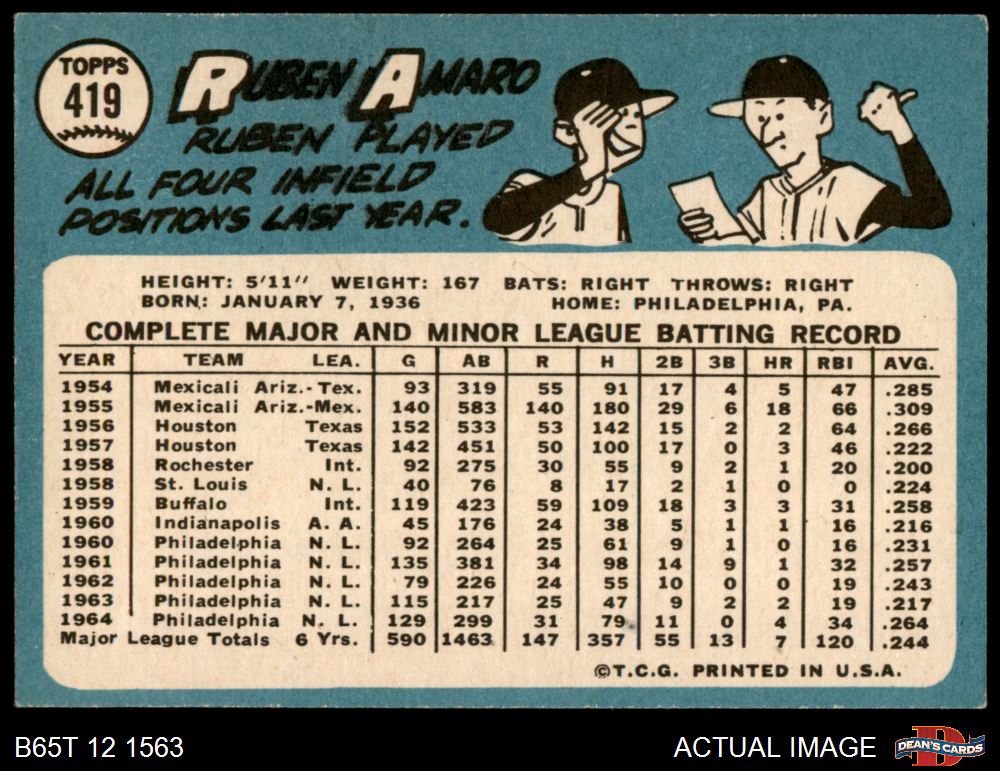 TOPPS
419
RUBEN AMARO
RUBEN PLAYED
ALL FOUR INFIELD
POSITIONS LAST YEAR.
HEIGHT: 5'11" WEIGHT: 167 BATS: RIGHT THROWS: RIGHT
BORN: JANUARY 7, 1936 HOME: PHILADELPHIA, PA.
COMPLETE MAJOR AND MINOR LEAGUE BATTING RECORD
YEAR TEAM LEA. G AB R H 2B 3B HR RBI AVG.
1954 Mexicali Ariz.-Tex. 93 319 55 91 17 4 5 47 .285
1955 Mexicali Ariz.-Mex. 140 583 140 180 29 6 18 66 .309
1956 Houston Texas 152 533 53 142 15 2 2 64 .266
1957 Houston Texas 142 451 50 100 17 0 3 46 .222
1958 Rochester Int. 92 275 30 55 9 2 1 20 .200
1958 St. Louis N. L. 40 76 8 17 2 1 0 0 .224
1959 Buffalo Int. 119 423 59 109 18 3 3 31 .258
1960 Indianapolis A. A. 45 176 24 38 5 1 1 16 .216
1960 Philadelphia N. L. 92 264 25 61 9 1 0 16 .231
1961 Philadelphia N. L. 135 381 34 98 14 9 1 32 .257
1962 Philadelphia N. L. 79 226 24 55 10 0 0 19 .243
1963 Philadelphia N. L. 115 217 25 47 9 2 2 19 .217
1964 Philadelphia N. L. 129 299 31 79 11 0 4 34 .264
Major League Totals 6 Yrs. 590 1463 147 357 55 13 7 120 .244
©T.C.G. PRINTED IN U.S.A.
B65T 12 1563 ACTUAL IMAGE DEAN'S CARDS